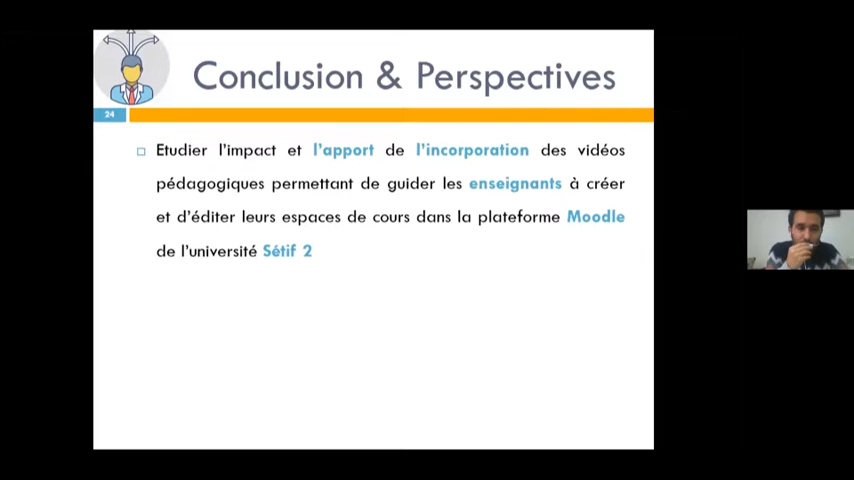 Conclusion & Perspectives
24
Etudier l'impact et l'apport de l'incorporation des vidéos
pédagogiques permettant de guider les enseignants à créer
et d'éditer leurs espaces de cours dans la plateforme Moodle
de l'université Sétif 2